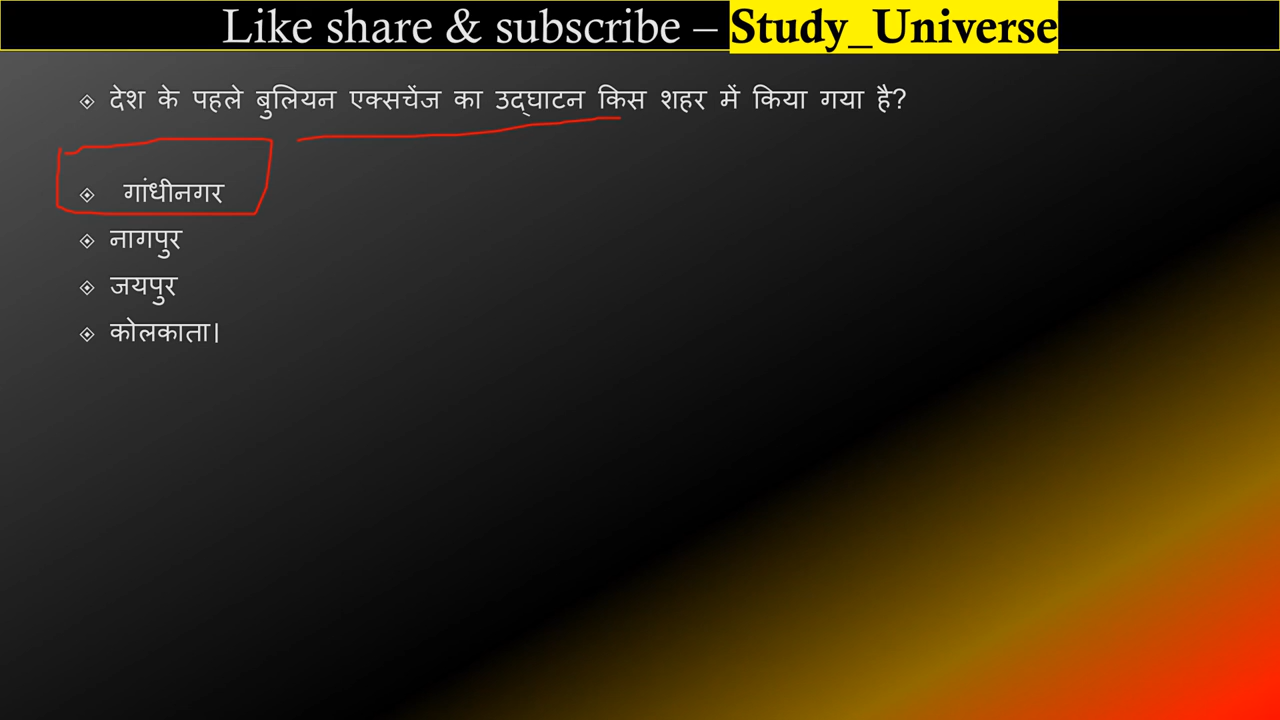 Like share & subscribe – Study_Universe
देश के पहले बुलियन एक्सचेंज का उद्घाटन किस शहर में किया गया है?
गांधीनगर
नागपुर
जयपुर
कोलकाता।